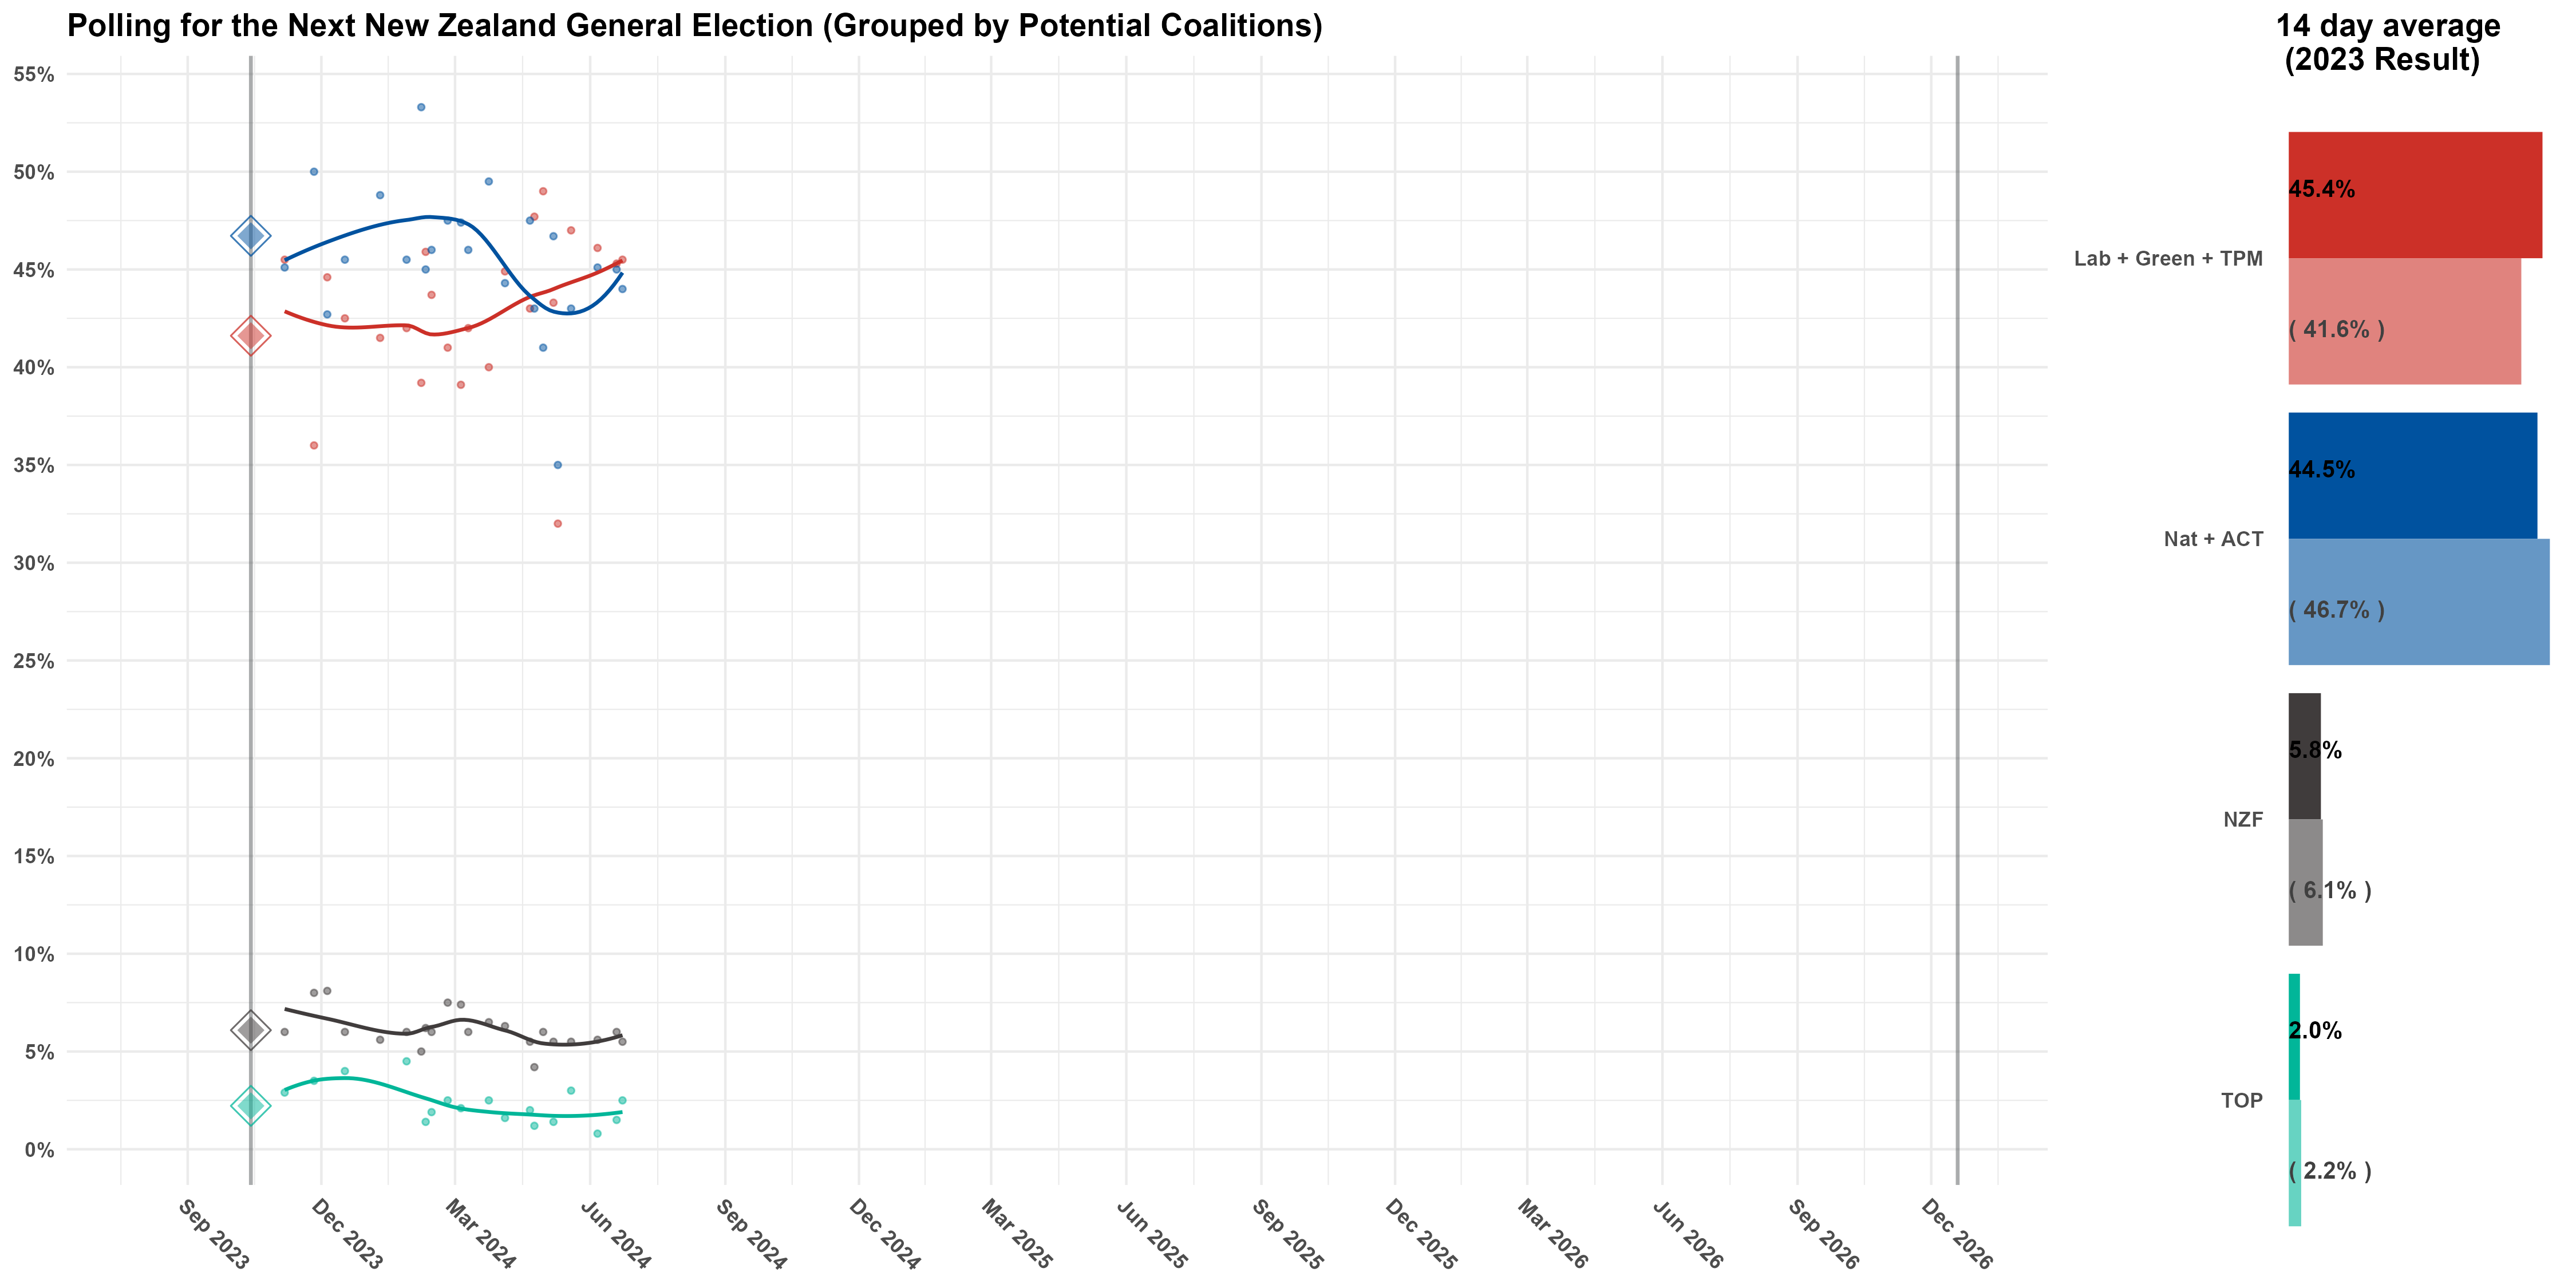 Polling for the Next New Zealand General Election (Grouped by Potential Coalitions)
14 day average
(2023 Result)
55%
50%
45%
40%
35%
30%
25%
20%
15%
10%
5%
0%
Sep 2023
Dec 2023
Mar 2024
Jun 2024
Sep 2024
Dec 2024
Mar 2025
Jun 2025
Sep 2025
Dec 2025
Mar 2026
Jun 2026
Sep 2026
Dec 2026
Lab + Green + TPM
45.4%
( 41.6% )
Nat + ACT
44.5%
( 46.7% )
NZF
5.8%
( 6.1% )
TOP
2.0%
( 2.2% )